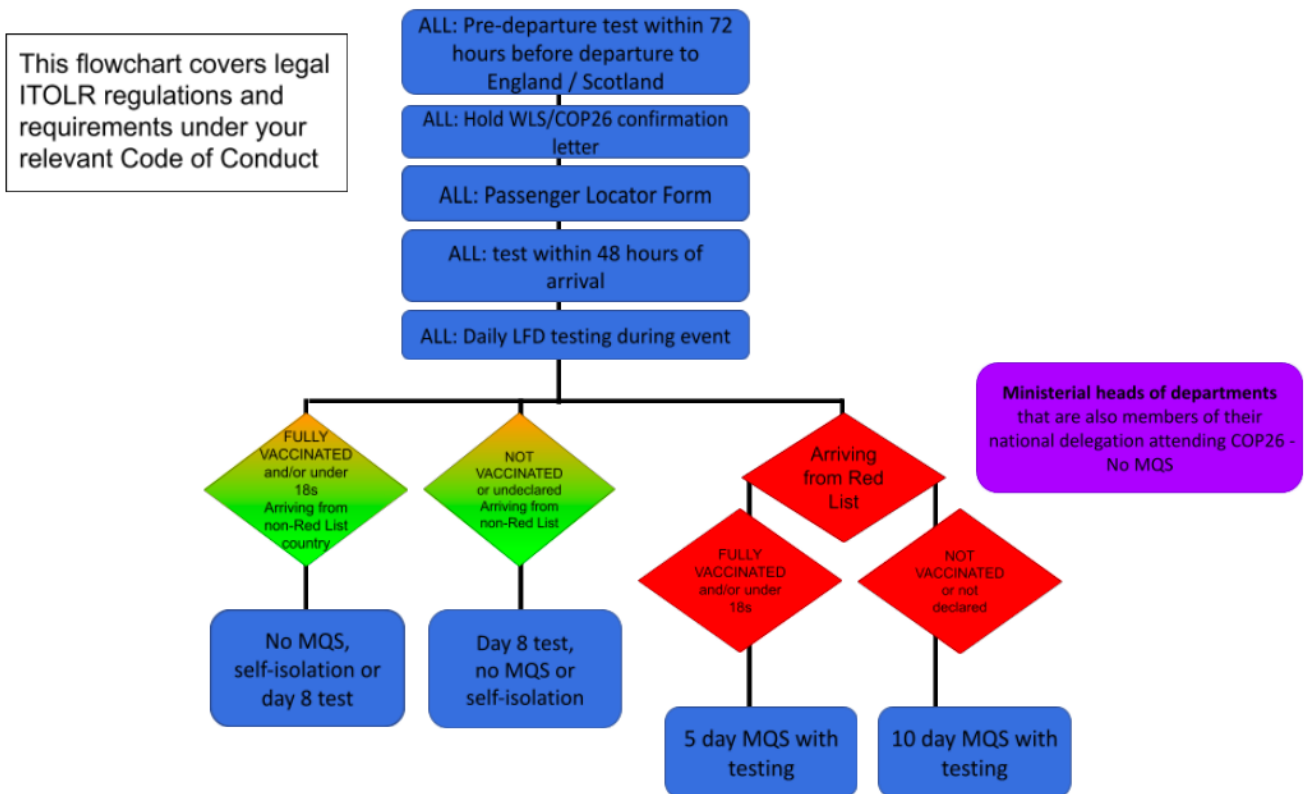 This flowchart covers legal
ITOLR regulations and
requirements under your
relevant Code of Conduct
ALL: Pre-departure test within 72
hours before departure to
England / Scotland
ALL: Hold WLS/COP26 confirmation
letter
ALL: Passenger Locator Form
ALL: test within 48 hours of
arrival
ALL: Daily LFD testing during event
Ministerial heads of departments
that are also members of their
national delegation attending COP26 -
No MQS
FULLY
VACCINATED
and/or under
18s
Arriving from
non-Red List
country
NOT
VACCINATED
or undeclared
Arriving from
non-Red List
Arriving
from Red
List
FULLY
VACCINATED
and/or under
18s
NOT
VACCINATED
or not
declared
No MQS,
self-isolation or
day 8 test
Day 8 test,
no MQS or
self-isolation
5 day MQS with
testing
10 day MQS with
testing